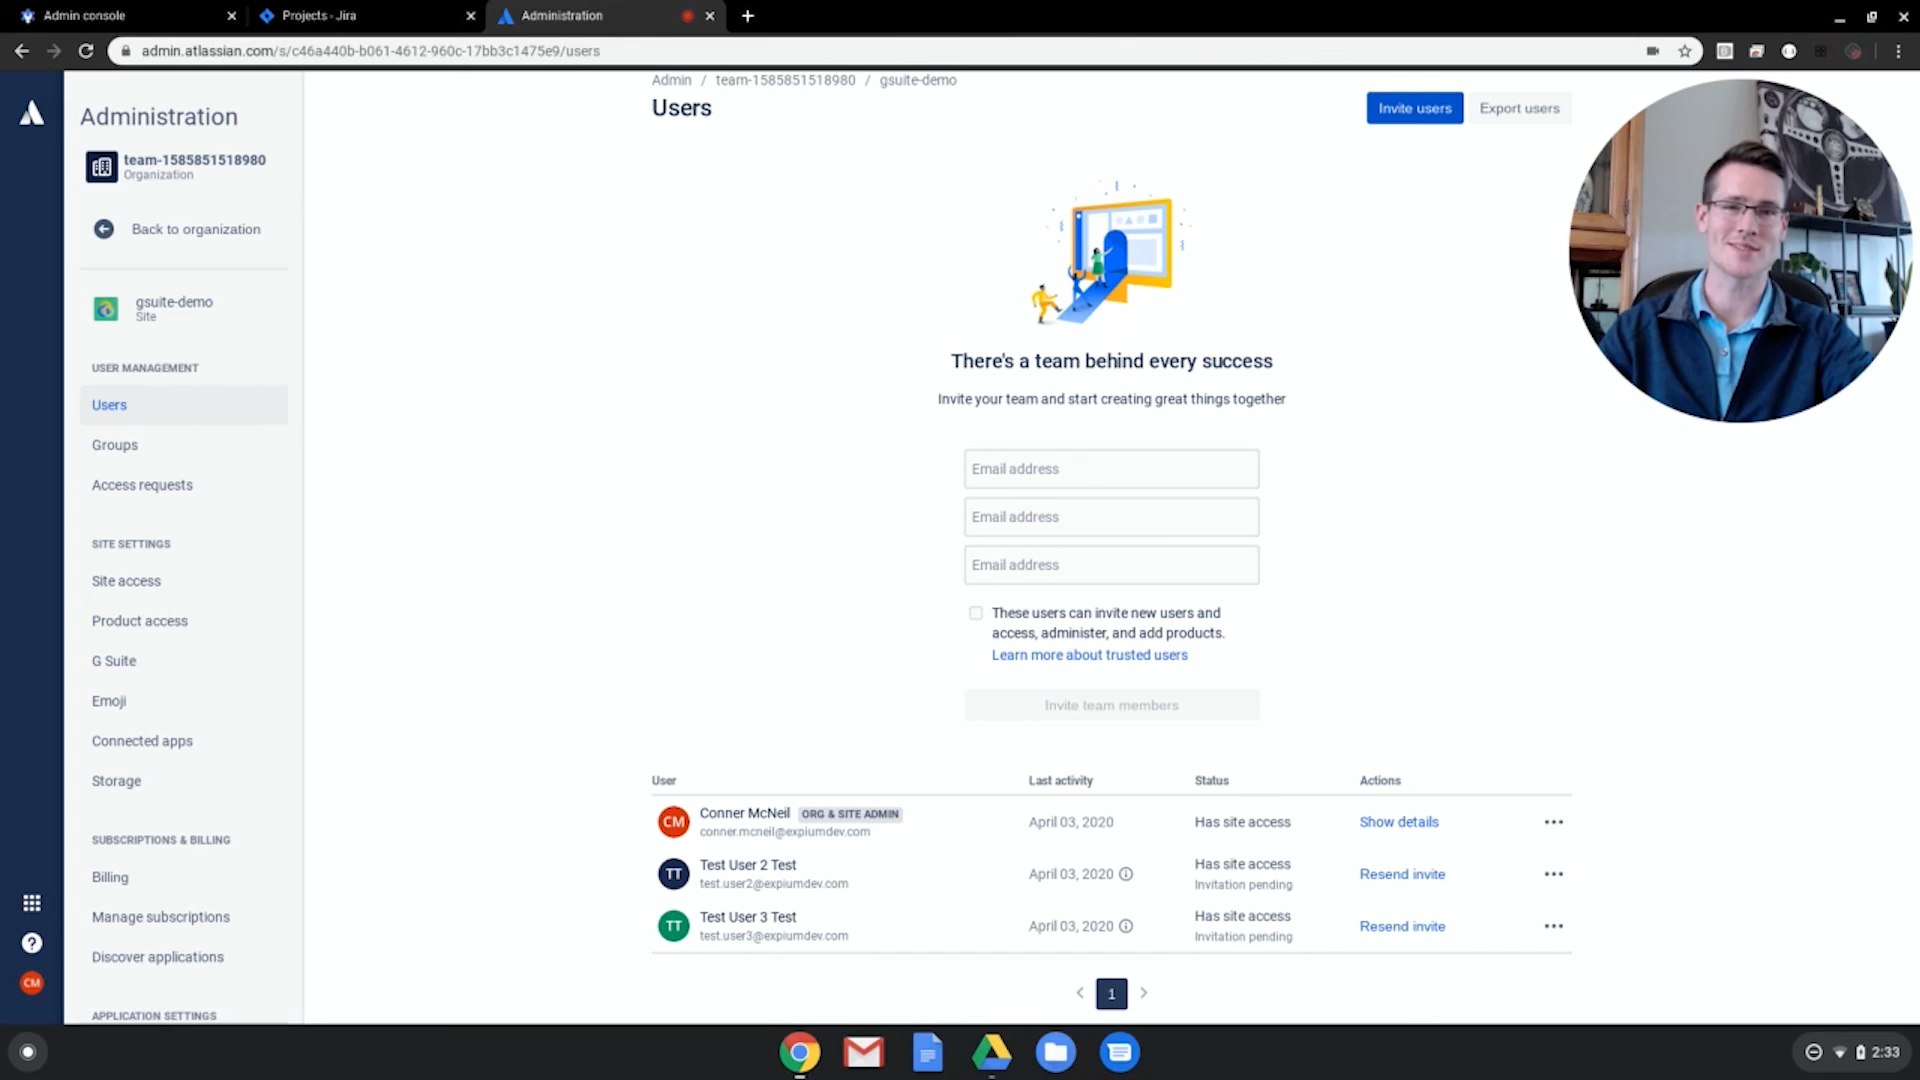 Admin console
Projects - Jira
Administration
admin.atlassian.com/s/c46a440b-b061-4612-960c-17bb3c1475e9/users
Administration
team-1585851518980
Organization
Back to organization
gsuite-demo
Site
USER MANAGEMENT
Users
Groups
Access requests
SITE SETTINGS
Site access
Product access
G Suite
Emoji
Connected apps
Storage
SUBSCRIPTIONS & BILLING
Billing
Manage subscriptions
Discover applications
APPLICATION SETTINGS
CM
Admin / team-1585851518980 / gsuite-demo
Users
Invite users
Export users
There's a team behind every success
Invite your team and start creating great things together
Email address
Email address
Email address
These users can invite new users and
access, administer, and add products.
Learn more about trusted users
Invite team members
User Last activity Status Actions
CM Conner McNeil ORG & SITE ADMIN April 03, 2020 Has site access Show details
conner.mcneil@expiumdev.com
TT Test User 2 Test April 03, 2020 Has site access Resend invite
test.user2@expiumdev.com Invitation pending
TT Test User 3 Test April 03, 2020 Has site access Resend invite
test.user3@expiumdev.com Invitation pending
1
2:33